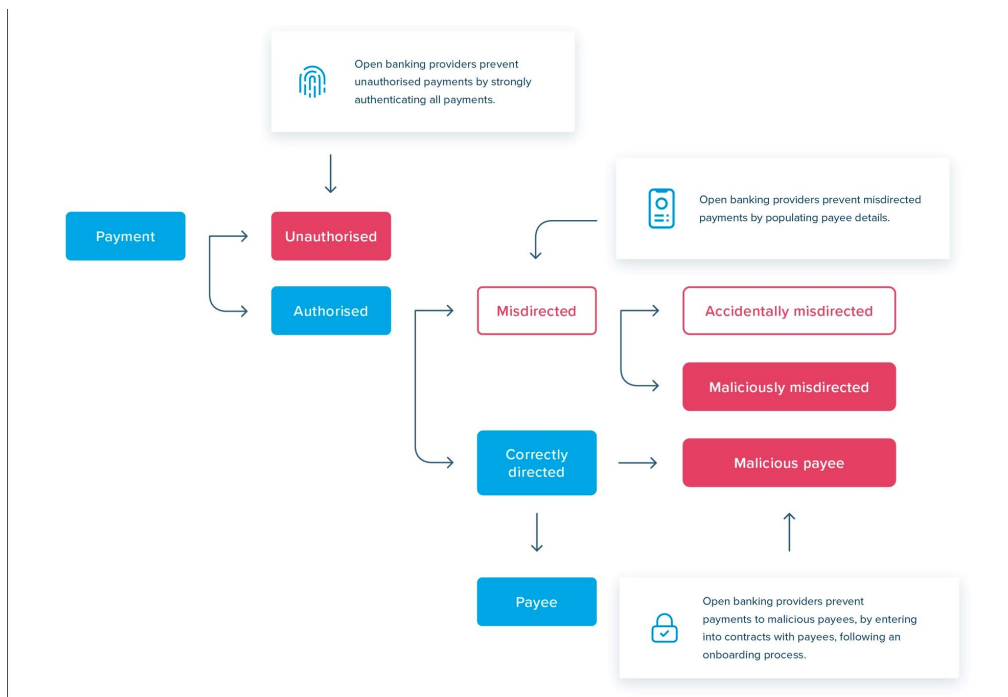 Open banking providers prevent
unauthorised payments by strongly
authenticating all payments.
Open banking providers prevent misdirected
payments by populating payee details.
Payment
Unauthorised
Authorised
Misdirected
Accidentally misdirected
Maliciously misdirected
Correctly
directed
Malicious payee
Payee
Open banking providers prevent
payments to malicious payees, by entering
into contracts with payees, following an
onboarding process.